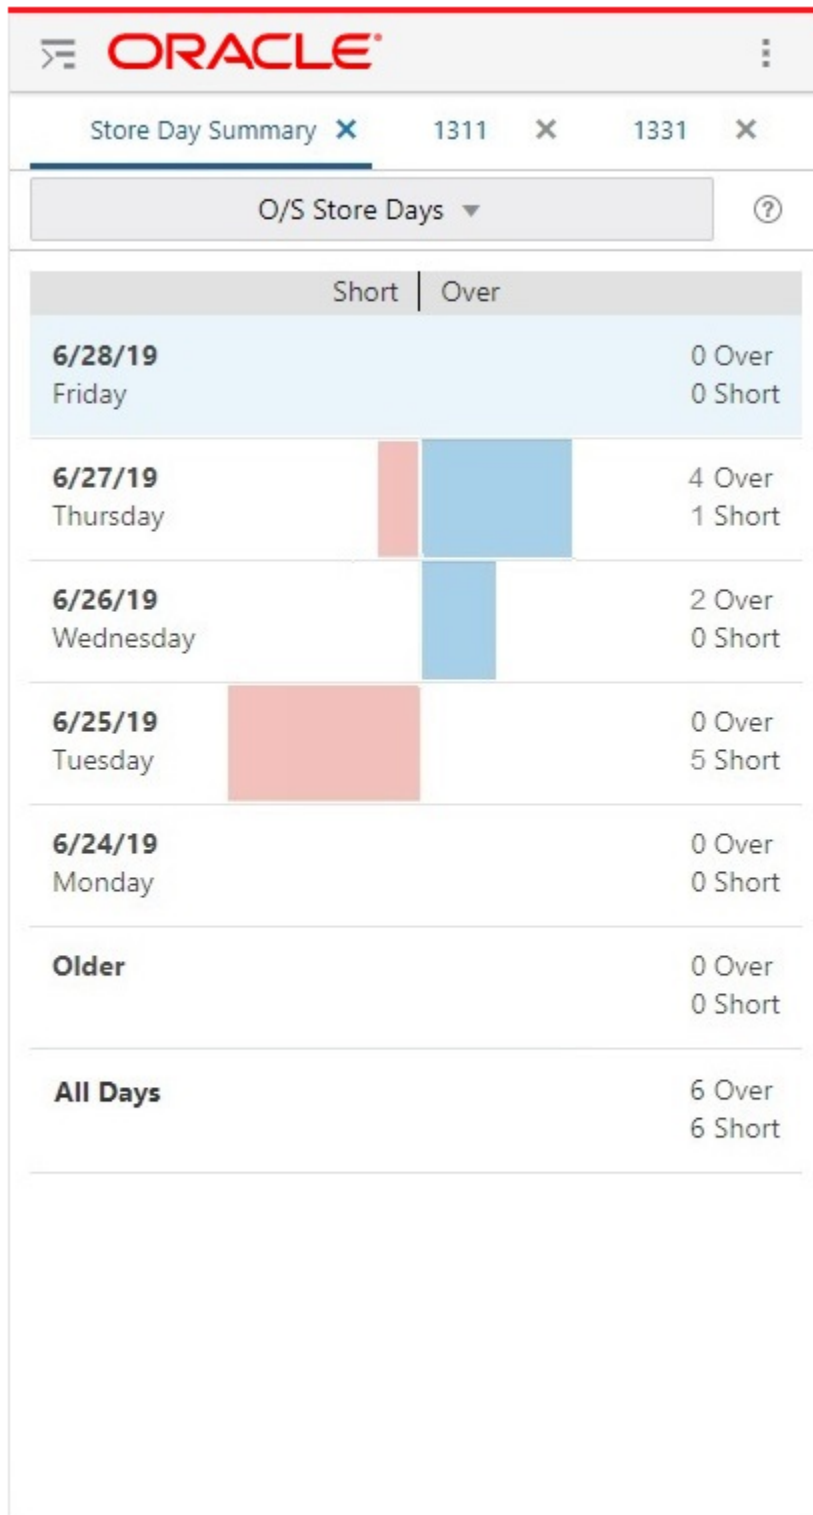 ORACLE
Store Day Summary 1311 1331
O/S Store Days
Short Over
6/28/19 0 Over
Friday 0 Short
6/27/19 4 Over
Thursday 1 Short
6/26/19 2 Over
Wednesday 0 Short
6/25/19 0 Over
Tuesday 5 Short
6/24/19 0 Over
Monday 0 Short
Older 0 Over
0 Short
All Days 6 Over
6 Short